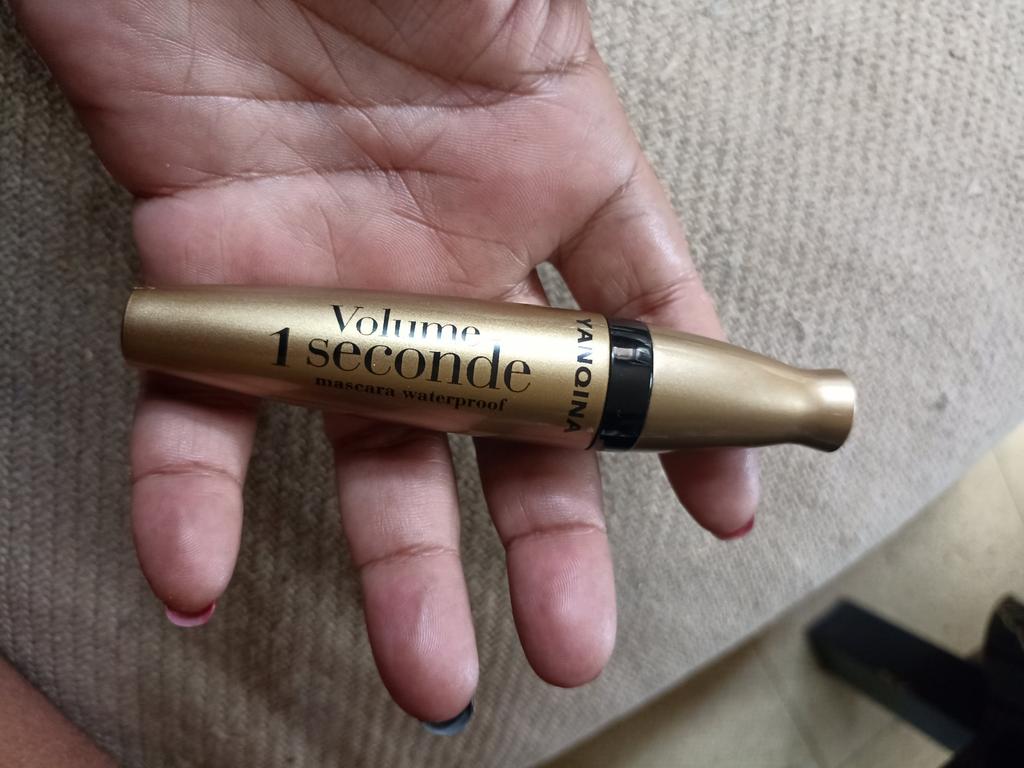 Volume
1 seconde
mascara waterproof
YANQINA